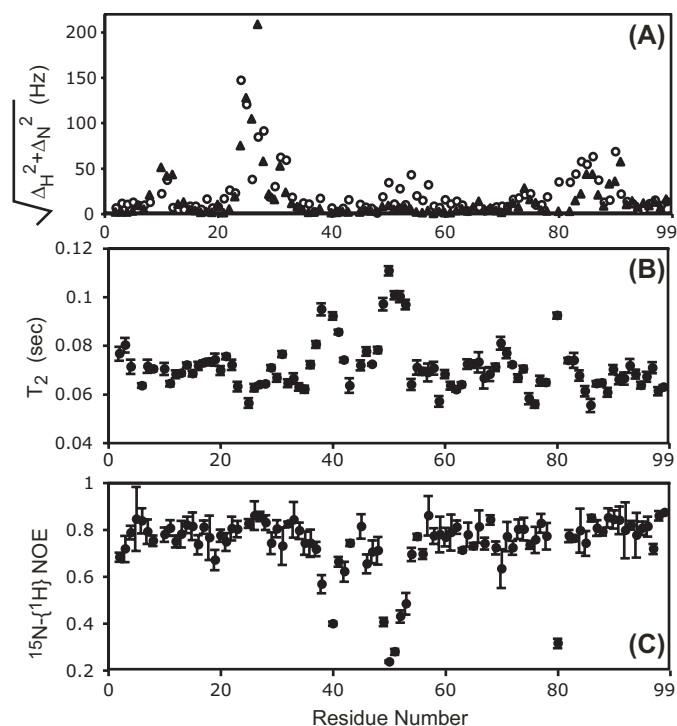 (A)
√Δ_H²+Δ_N² (Hz)
200
150
100
50
0
0 20 40 60 80 99
(B)
T₂ (sec)
0.12
0.1
0.08
0.06
0.04
0 20 40 60 80 99
(C)
¹⁵N-{¹H} NOE
1
0.8
0.6
0.4
0.2
0 20 40 60 80 99
Residue Number